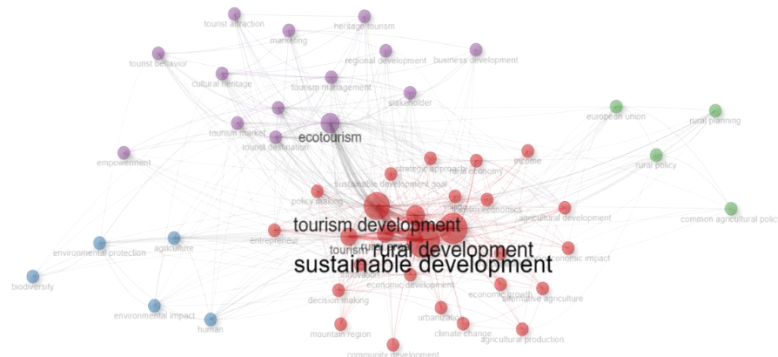 tourist attraction
heritage tourism
marketing
tourist behavior
regional development
business development
cultural heritage
tourism management
stakeholder
european union
rural planning
tourism market
tourist destination
ecotourism
empowerment
rural policy
strategic approach
rural economy
income
sustainable development goal
policy making
common agricultural polic
agricultural development
tourism development
entrepreneur
agriculture
environmental protection
rural development
sustainable development
biodiversity
economic development
alternative agriculture
decision making
environmental impact
human
urbanization
mountain region
climate change
agricultural production
community development